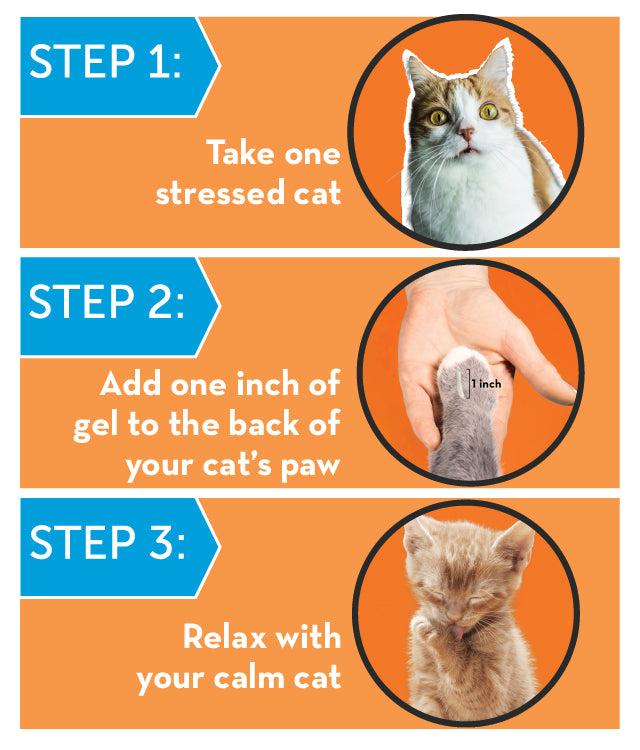 STEP 1:
Take one
stressed cat
STEP 2:
Add one inch of
gel to the back of
your cat's paw
1 inch
STEP 3:
Relax with
your calm cat